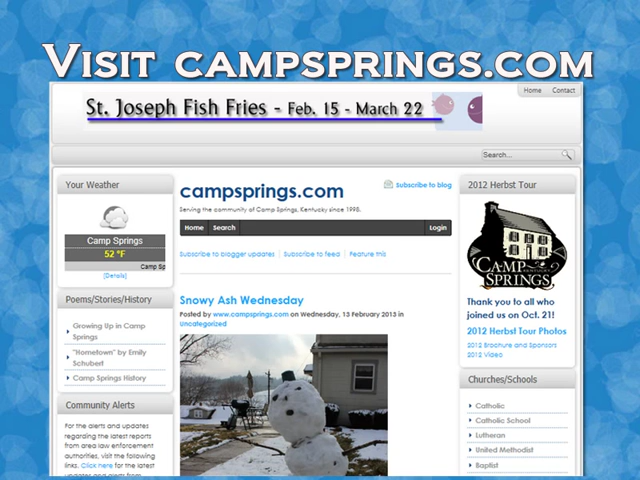 Visit campsprings.com
Home Contact
St. Joseph Fish Fries - Feb. 15 - March 22
Search...
Your Weather
Camp Springs
52 °F
Camp Sp
[Details]
Poems/Stories/History
Growing Up in Camp
Springs
"Hometown" by Emily
Schubert
Camp Springs History
Community Alerts
For the alerts and updates
regarding the latest reports
from area law enforcement
authorities, visit the following
links. Click here for the latest
updates and alerts from
campsprings.com
Subscribe to blog
Serving the community of Camp Springs, Kentucky since 1998.
Home Search Login
Subscribe to blogger updates Subscribe to feed Feature this
Snowy Ash Wednesday
Posted by www.campsprings.com on Wednesday, 13 February 2013 in
Uncategorized
2012 Herbst Tour
Camp
Springs
Thank you to all who
joined us on Oct. 21!
2012 Herbst Tour Photos
2012 Brochure and Sponsors
2012 Video
Churches/Schools
Catholic
Catholic School
Lutheran
United Methodist
Baptist